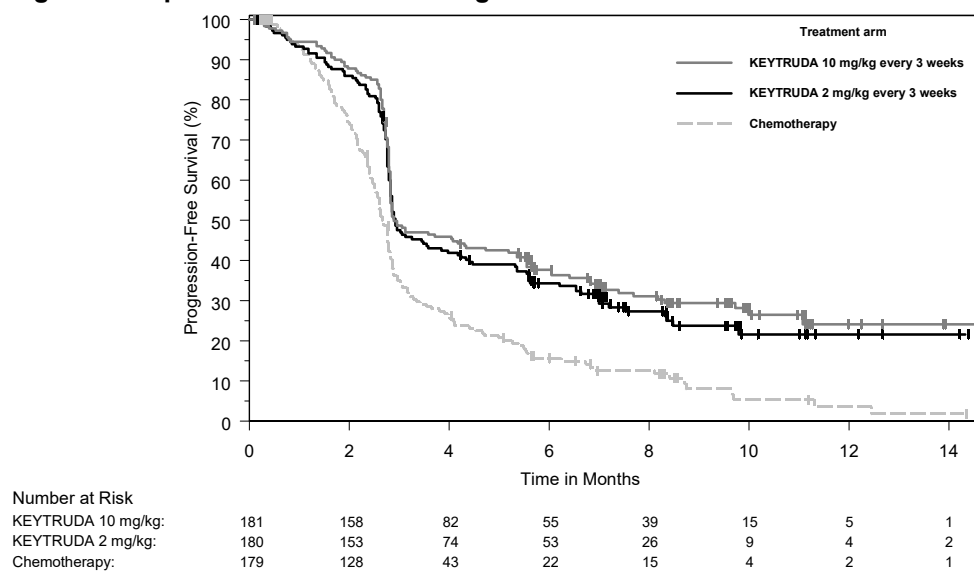 Treatment arm
KEYTRUDA 10 mg/kg every 3 weeks
KEYTRUDA 2 mg/kg every 3 weeks
Chemotherapy
Progression-Free Survival (%)
100
90
80
70
60
50
40
30
20
10
0
0 2 4 6 8 10 12 14
Time in Months
Number at Risk
KEYTRUDA 10 mg/kg: 181 158 82 55 39 15 5 1
KEYTRUDA 2 mg/kg: 180 153 74 53 26 9 4 2
Chemotherapy: 179 128 43 22 15 4 2 1